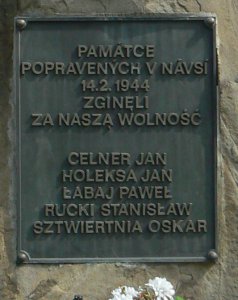 PAMÁTCE
POPRAVENÝCH V NÁVSÍ
14.2.1944
ZGINĘLI
ZA NASZĄ WOLNOŚĆ
CELNER JAN
HOLEKSA JAN
ŁABAJ PAWEŁ
RUCKI STANISŁAW
SZTWIERTNIA OSKAR